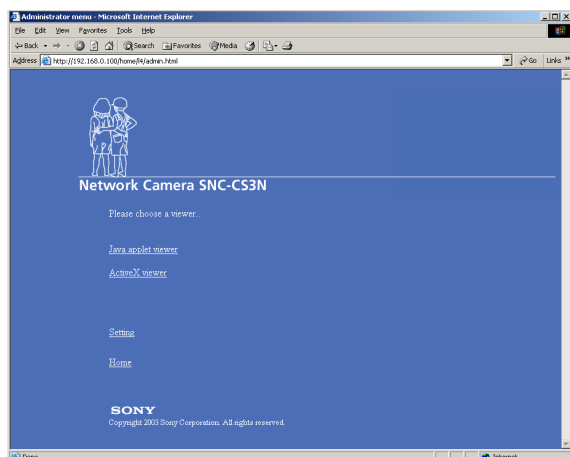 Administrator menu - Microsoft Internet Explorer
File Edit View Favorites Tools Help
Back Search Favorites Media
Address http://192.168.0.100/home/l4/admin.html Go Links »
Network Camera SNC-CS3N
Please choose a viewer..
Java applet viewer
ActiveX viewer
Setting
Home
SONY
Copyright 2003 Sony Corporation. All rights reserved.
Done Internet